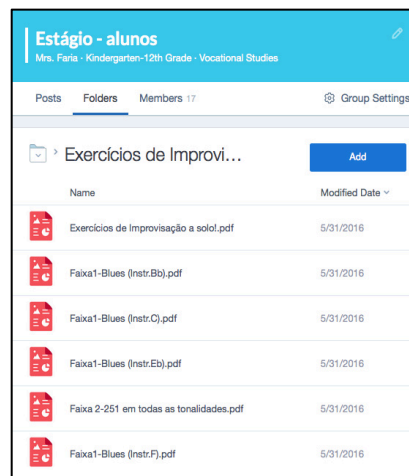 Estágio - alunos
Mrs. Faria · Kindergarten-12th Grade · Vocational Studies
Posts Folders Members 17 Group Settings
Exercícios de Improvi... Add
Name Modified Date
Exercícios de Improvisação a solo!.pdf 5/31/2016
Faixa1-Blues (Instr.Bb).pdf 5/31/2016
Faixa1-Blues (Instr.C).pdf 5/31/2016
Faixa1-Blues (Instr.Eb).pdf 5/31/2016
Faixa 2-251 em todas as tonalidades.pdf 5/31/2016
Faixa1-Blues (Instr.F).pdf 5/31/2016